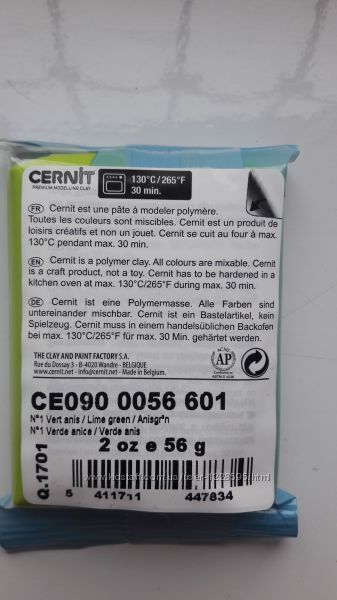 CERNIT
PREMIUM MODELLING CLAY
130°C/265°F
30 min.
FR Cernit est une pâte à modeler polymère.
Toutes les couleurs sont miscibles. Cernit est un produit de
loisirs créatifs et non un jouet. Cernit se cuit au four à max.
130°C pendant max. 30 min.
EN Cernit is a polymer clay. All colours are mixable. Cernit
is a craft product, not a toy. Cernit has to be hardened in a
kitchen oven at max. 130°C/265°F during max. 30 min.
DE Cernit ist eine Polymermasse. Alle Farben sind
untereinander mischbar. Cernit ist ein Bastelartikel, kein
Spielzeug. Cernit muss in einem handelsüblichen Backofen
bei max. 130°C/265°F für max. 30 Min. gehärtet werden.
THE CLAY AND PAINT FACTORY S.A.
Rue du Dossay 3 - B-4020 Wandre - BELGIQUE
www.cernit.net - info@cernit.net Made in Belgium.
AP
Conforms to
ASTM D 4236
CE090 0056 601
N°1 Vert anis / Lime green / Anisgr*n
N°1 Verde anice / Verde anis
2 oz e 56 g
Q.1701
5 411711 447834